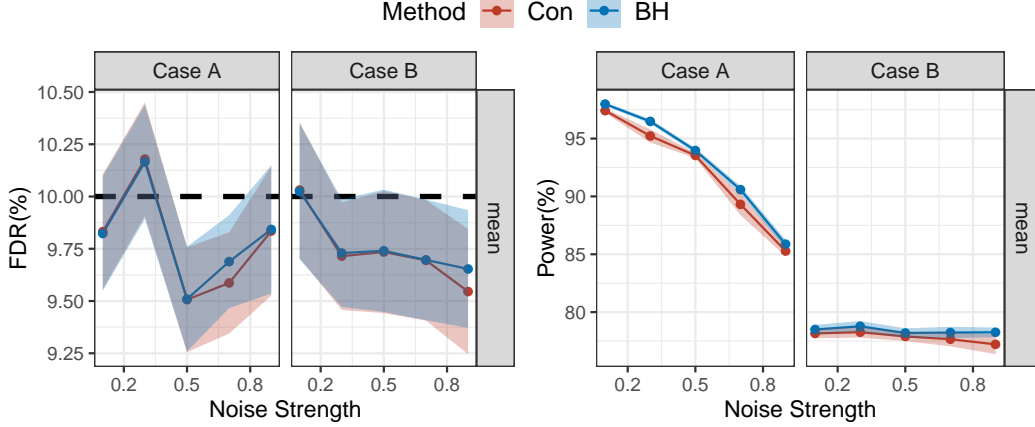 Method Con BH
Case A Case B
FDR(%)
10.50
10.25
10.00
9.75
9.50
9.25
mean
0.2 0.5 0.8 0.2 0.5 0.8
Noise Strength
Case A Case B
Power(%)
95
90
85
80
mean
0.2 0.5 0.8 0.2 0.5 0.8
Noise Strength